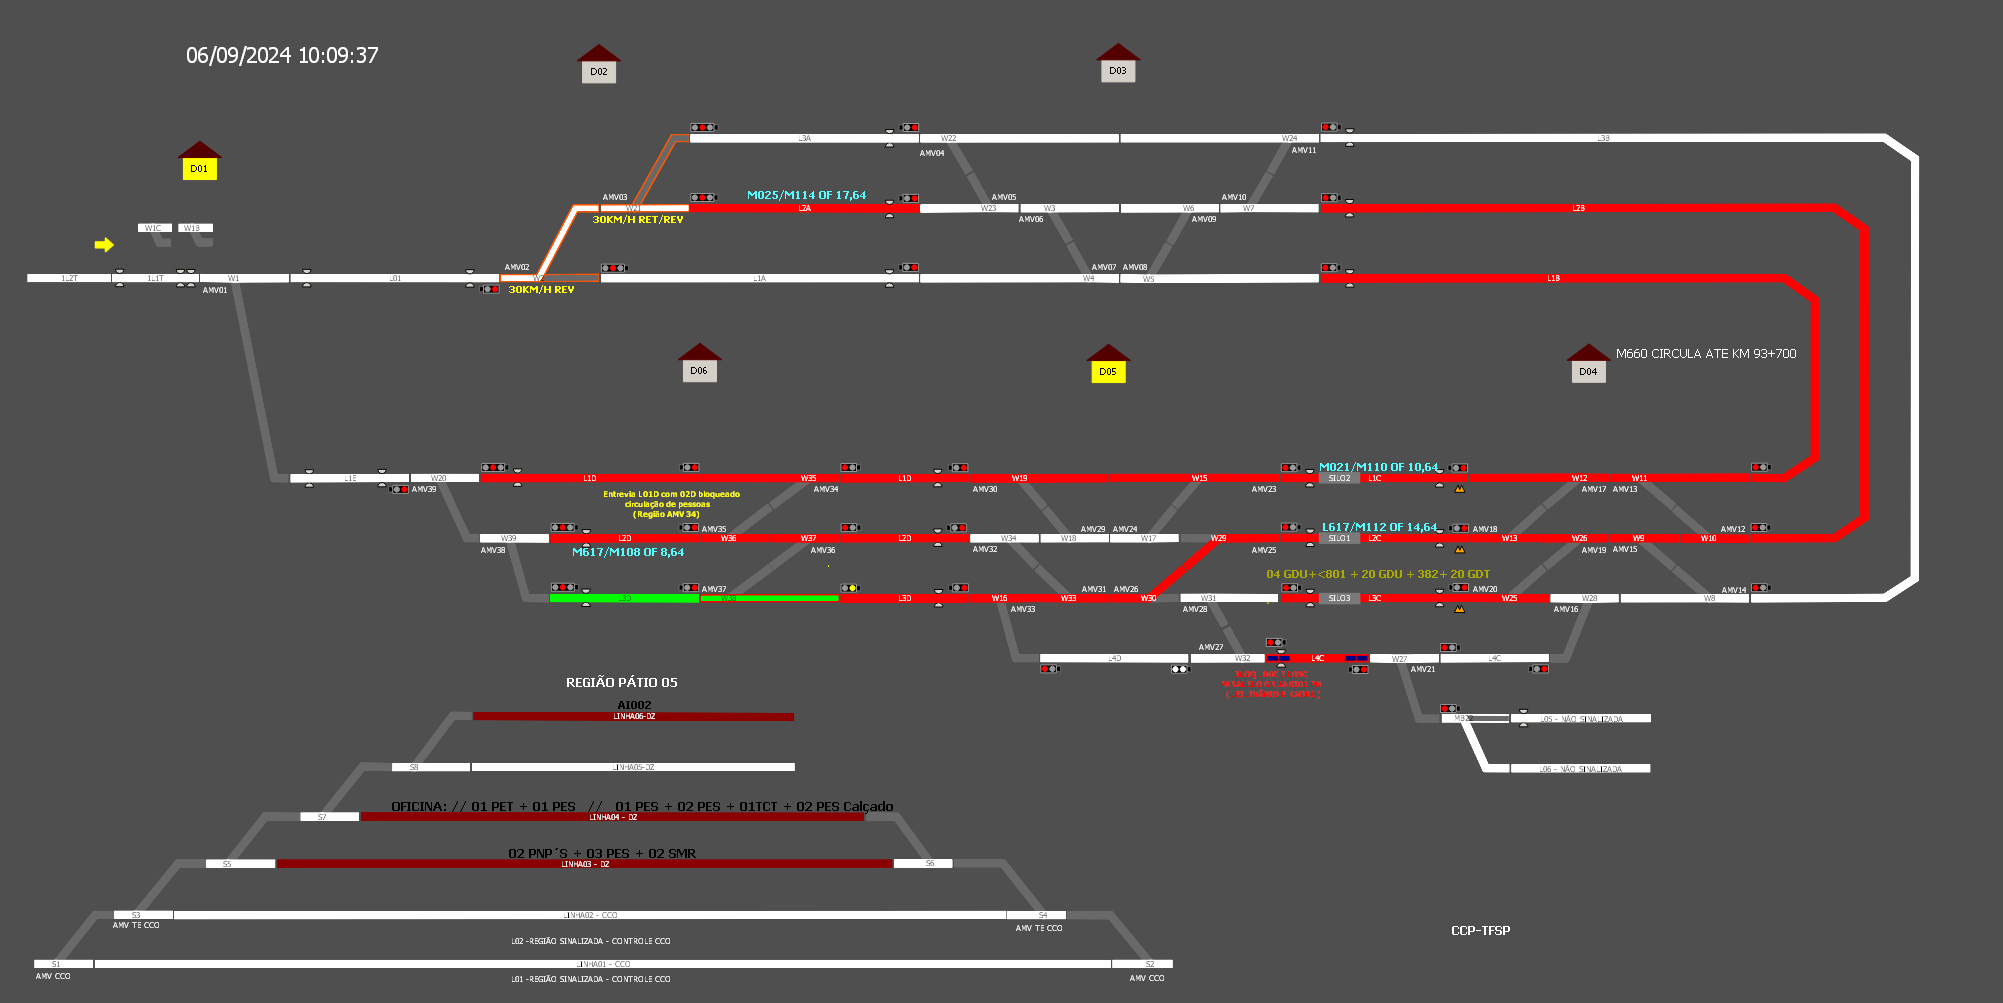 06/09/2024 10:09:37
D02
D03
D01
L3A
W22
W24
L3B
AMV04
AMV11
AMV03
M025/M114 OF 17,64
AMV05
AMV10
W21
L2A
W23
W3
W6
W7
L2B
30KM/H RET/REV
AMV06
AMV09
W1C
W1B
AMV02
AMV07
AMV08
1L2T
1L1T
W1
L01
L1A
W4
W5
L1B
AMV01
30KM/H REV
D06
D05
D04
M660 CIRCULA ATE KM 93+700
M021/M110 OF 10,64
L1E
W20
L1D
W35
L1D
W19
W15
SILO2
L1C
W12
W11
AMV39
AMV34
AMV30
AMV23
AMV17
AMV13
Entrevia L01D com 02D bloqueado
circulação de pessoas
(Região AMV 34)
AMV35
AMV29
AMV24
L617/M112 OF 14,64
AMV18
AMV12
W39
L2D
W36
W37
L2D
W34
W18
W17
W29
SILO1
L2C
W13
W26
W9
W10
AMV38
M617/M108 OF 8,64
AMV36
AMV32
AMV25
AMV19
AMV15
04 GDU+<801 + 20 GDU + 382+ 20 GDT
AMV37
AMV31
AMV26
AMV20
AMV14
L3D
W38
L3D
W16
W33
W30
W31
SILO3
L3C
W25
W28
W8
AMV33
AMV28
AMV16
AMV27
L4D
W32
L4C
W27
L4C
AMV21
REGIÃO PÁTIO 05
AI002
LINHA06-DZ
MB22
L05 - NÃO SINALIZADA
S8
LINHA05-DZ
L06 - NÃO SINALIZADA
OFICINA: // 01 PET + 01 PES // 01 PES + 02 PES + 01TCT + 02 PES Calçado
S7
LINHA04 - DZ
02 PNP´S + 03 PES + 02 SMR
S5
LINHA03 - DZ
S6
S3
LINHA02 - CCO
S4
AMV TE CCO
AMV TE CCO
CCP-TFSP
L02 -REGIÃO SINALIZADA - CONTROLE CCO
S1
LINHA01 - CCO
S2
AMV CCO
L01 -REGIÃO SINALIZADA - CONTROLE CCO
AMV CCO